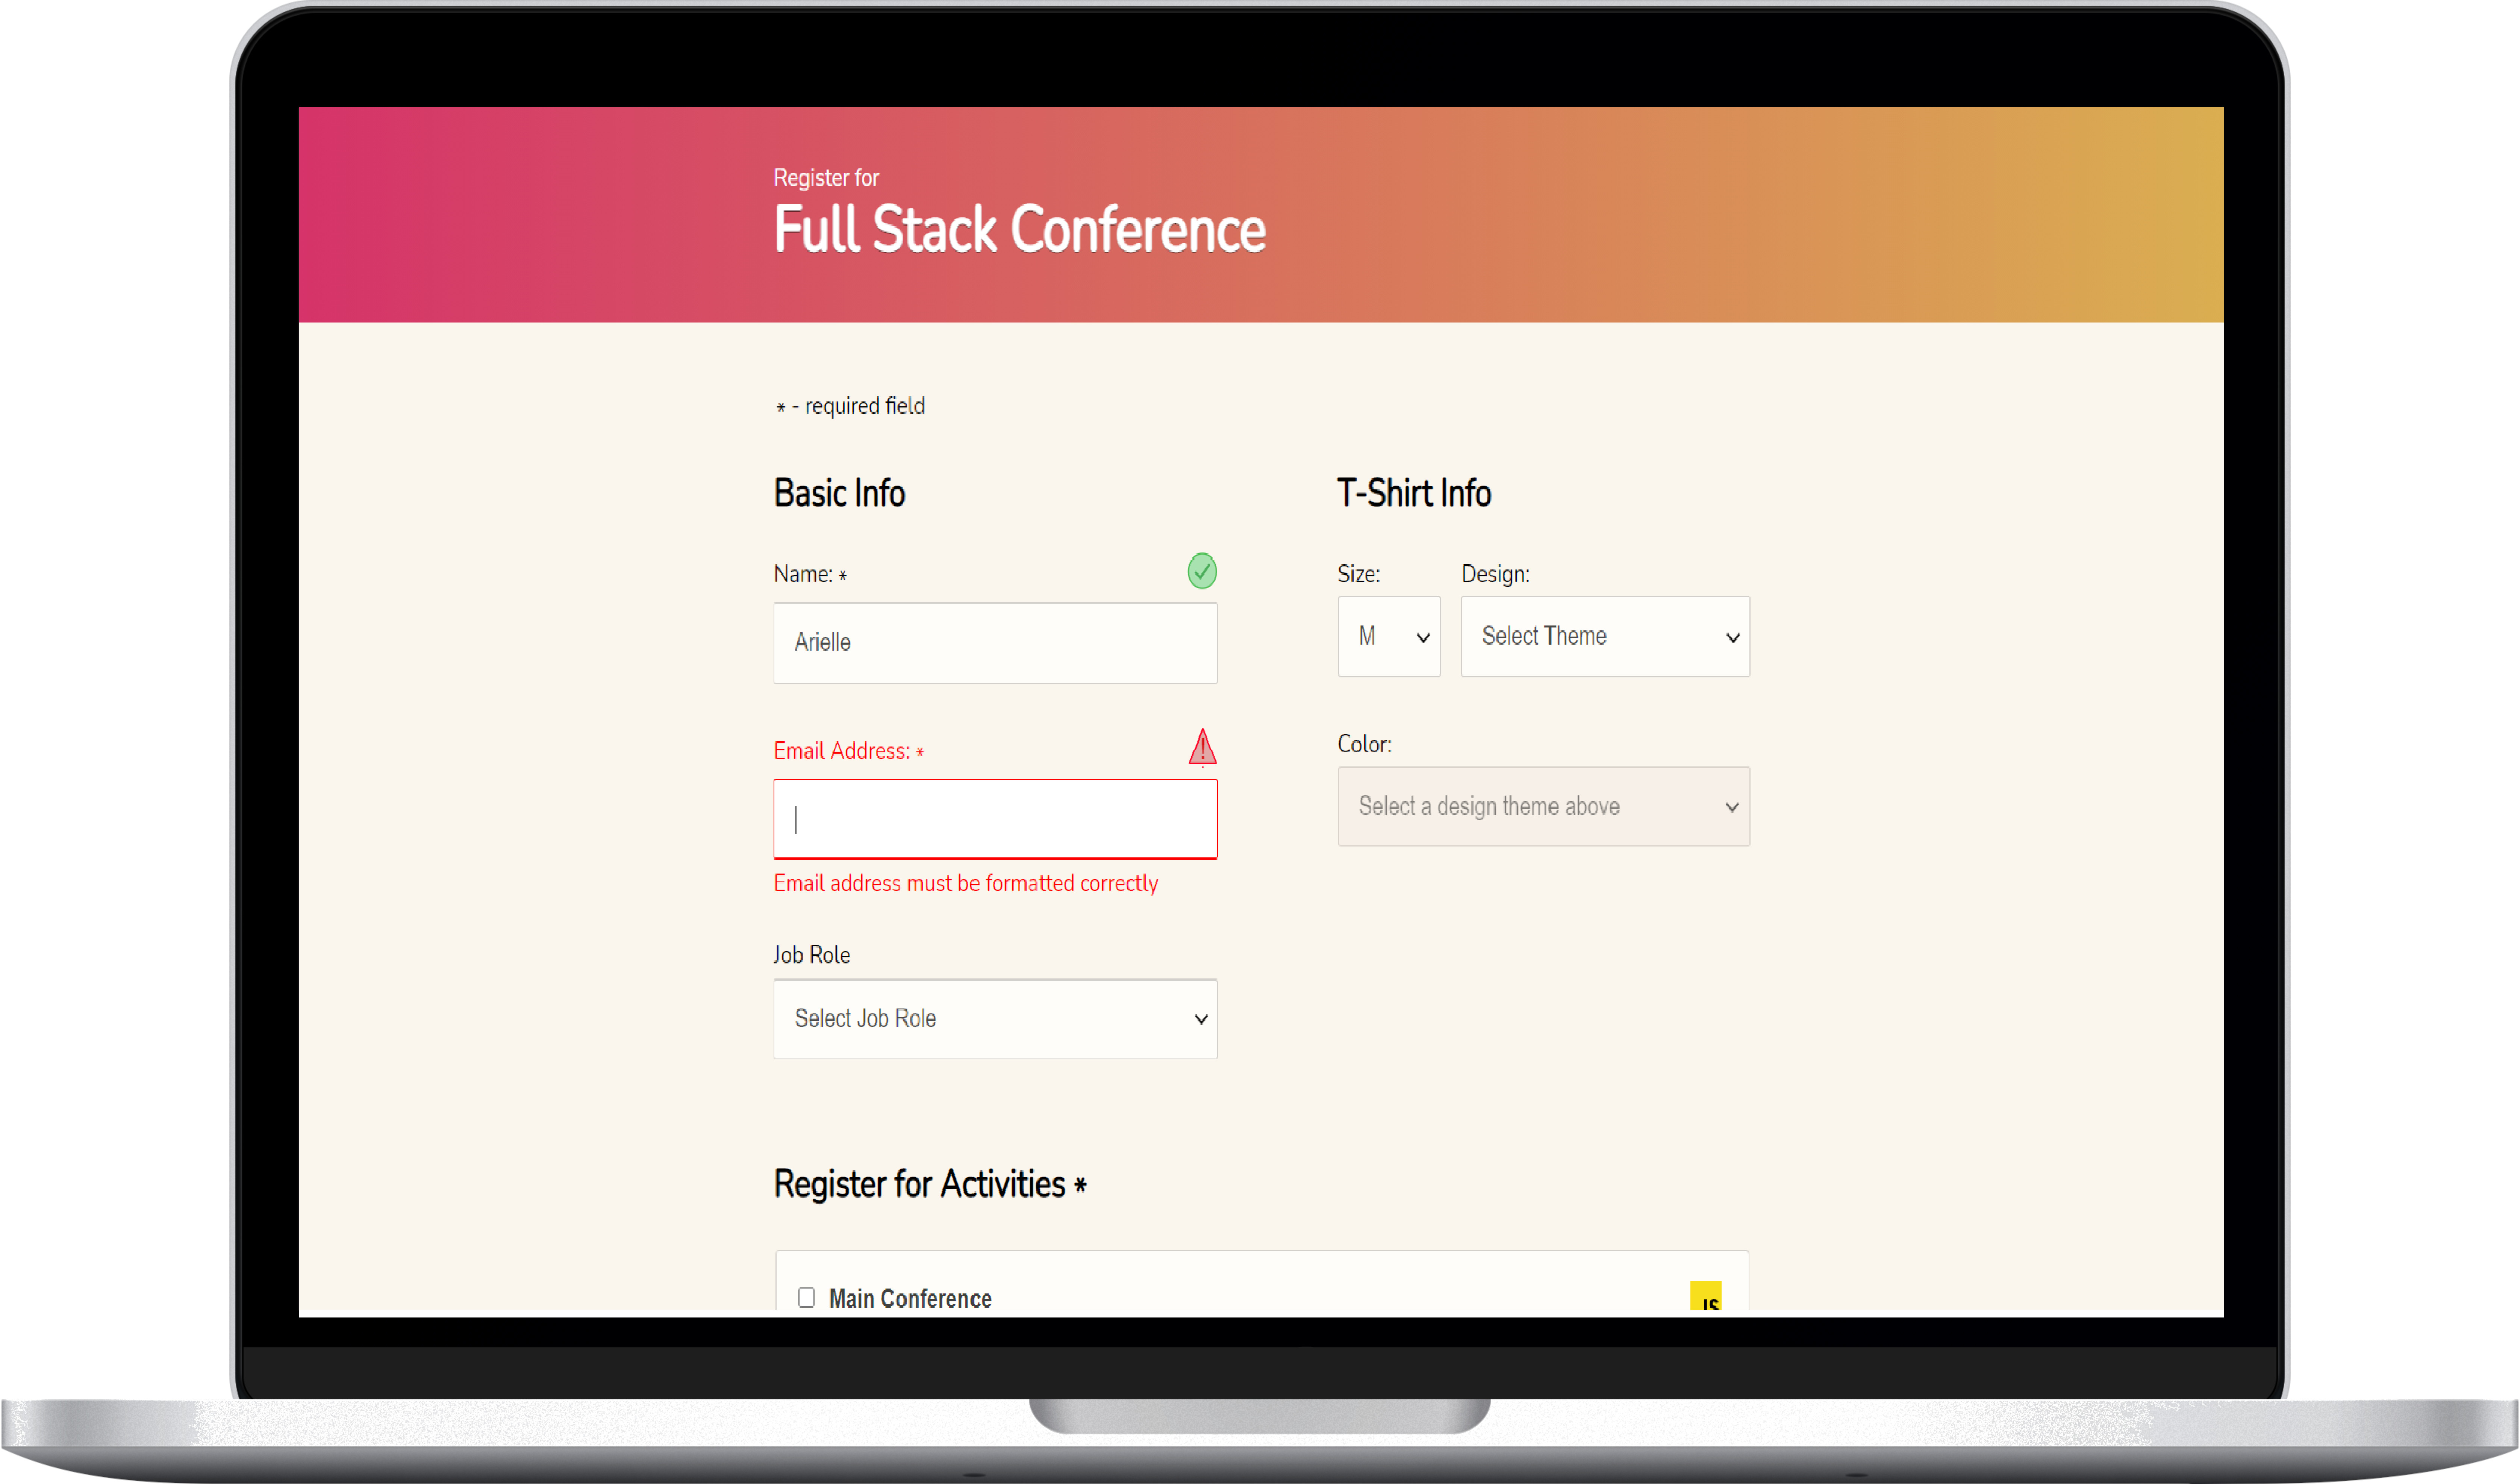 Register for
Full Stack Conference
* - required field
Basic Info
Name: *
Arielle
Email Address: *
Email address must be formatted correctly
Job Role
Select Job Role
T-Shirt Info
Size:
Design:
M
Select Theme
Color:
Select a design theme above
Register for Activities *
Main Conference
JS